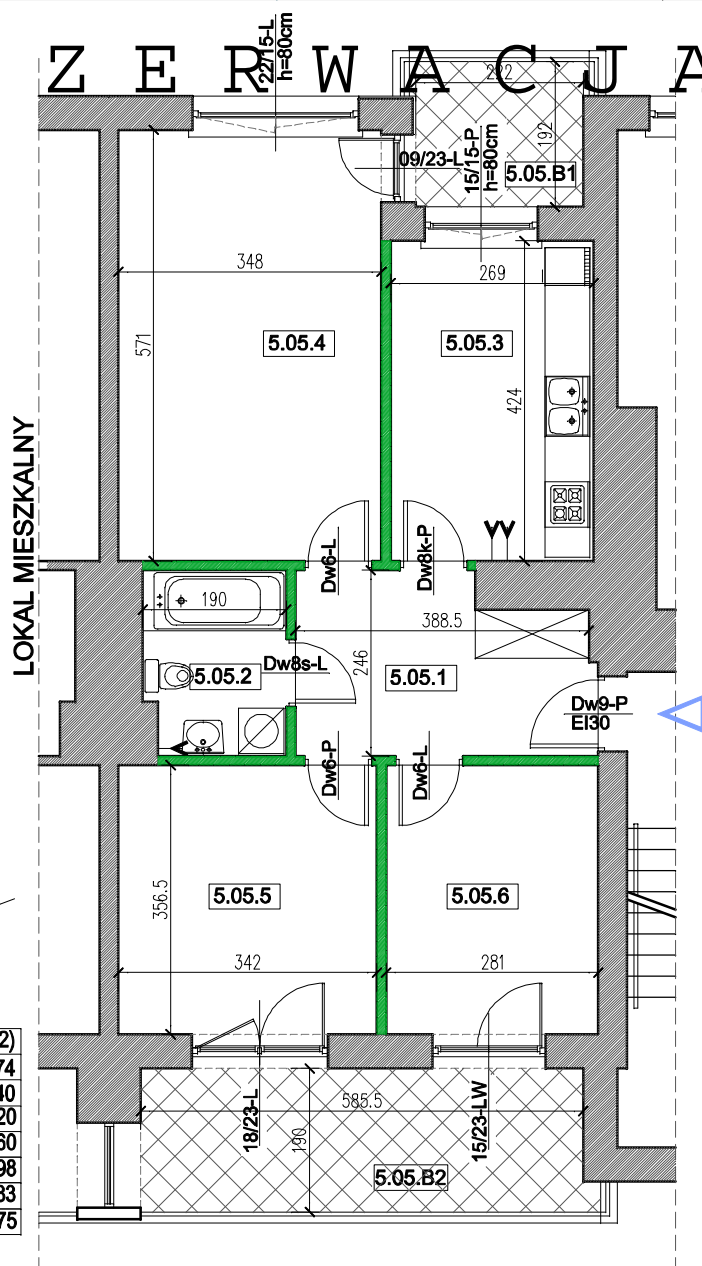 Z E R W A C J A
22/15-L
h=80cm
222
192
09/23-L
15/15-P
h=80cm
5.05.B1
348
269
571
5.05.4
5.05.3
424
LOKAL MIESZKALNY
Dw6-L
Dw8k-P
190
388.5
246
5.05.2
Dw8s-L
5.05.1
Dw9-P
EI30
Dw6-P
Dw6-L
356.5
5.05.5
5.05.6
342
281
2)
74
40
20
60
98
83
75
18/23-L
585.5
190
15/23-LW
5.05.B2